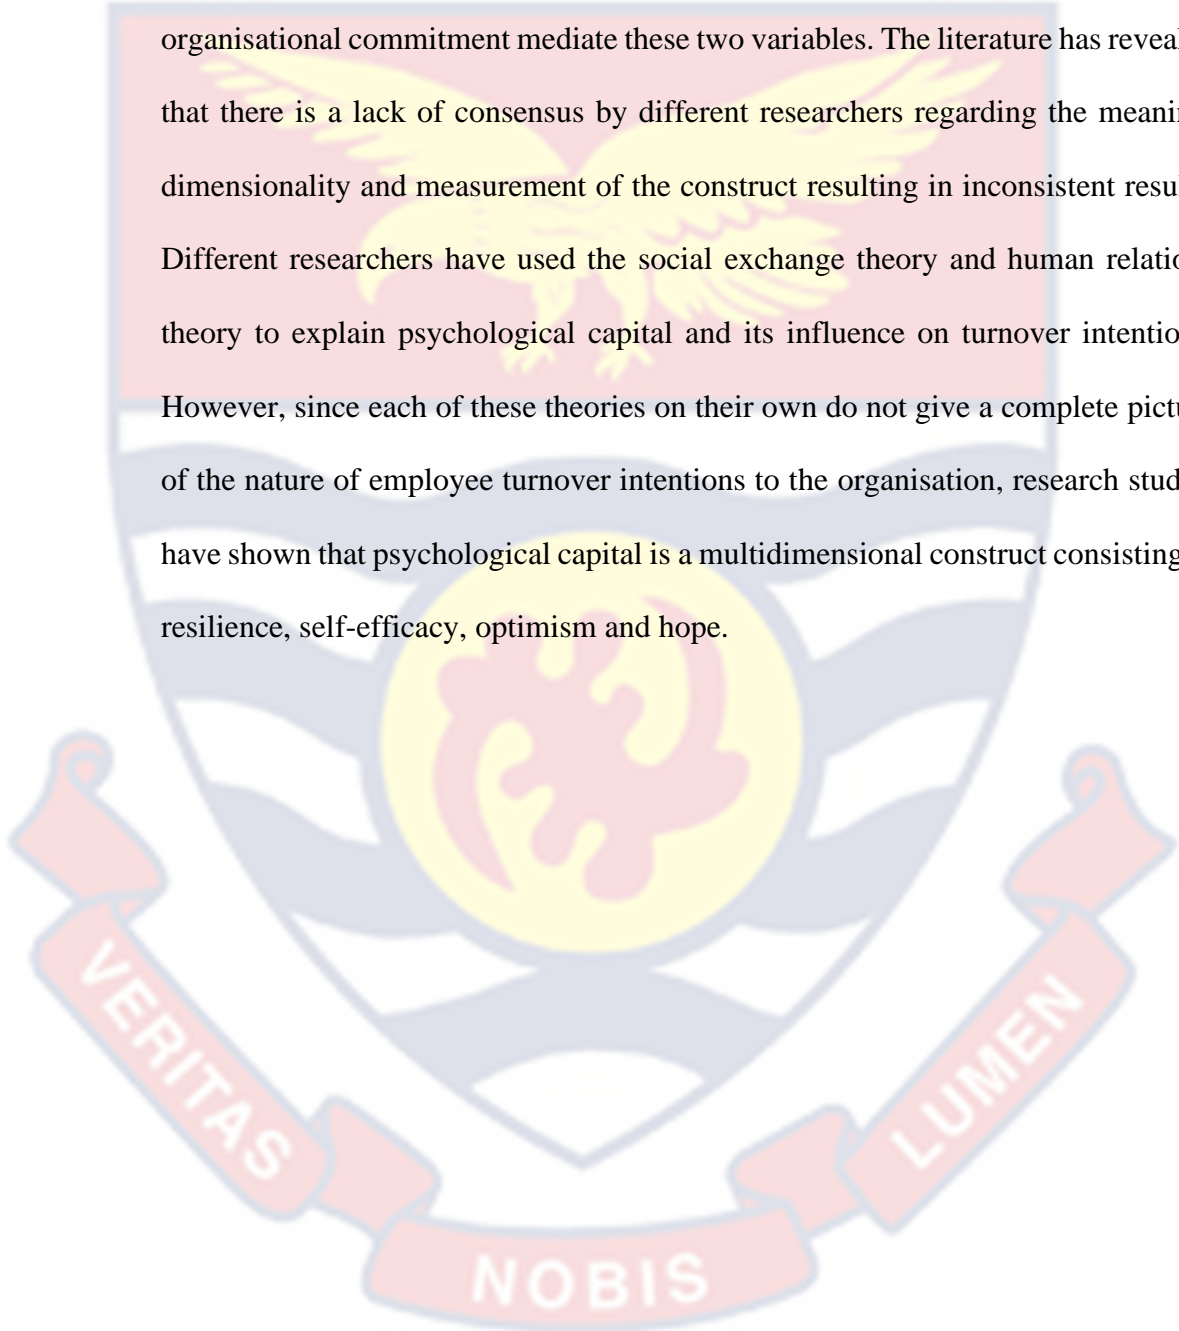 organisational commitment mediate these two variables. The literature has reveal
that there is a lack of consensus by different researchers regarding the meanin
dimensionality and measurement of the construct resulting in inconsistent resul
Different researchers have used the social exchange theory and human relatio
theory to explain psychological capital and its influence on turnover intentio
However, since each of these theories on their own do not give a complete pictu
of the nature of employee turnover intentions to the organisation, research stud
have shown that psychological capital is a multidimensional construct consisting
resilience, self-efficacy, optimism and hope.
VERITAS
NOBIS
LUMEN